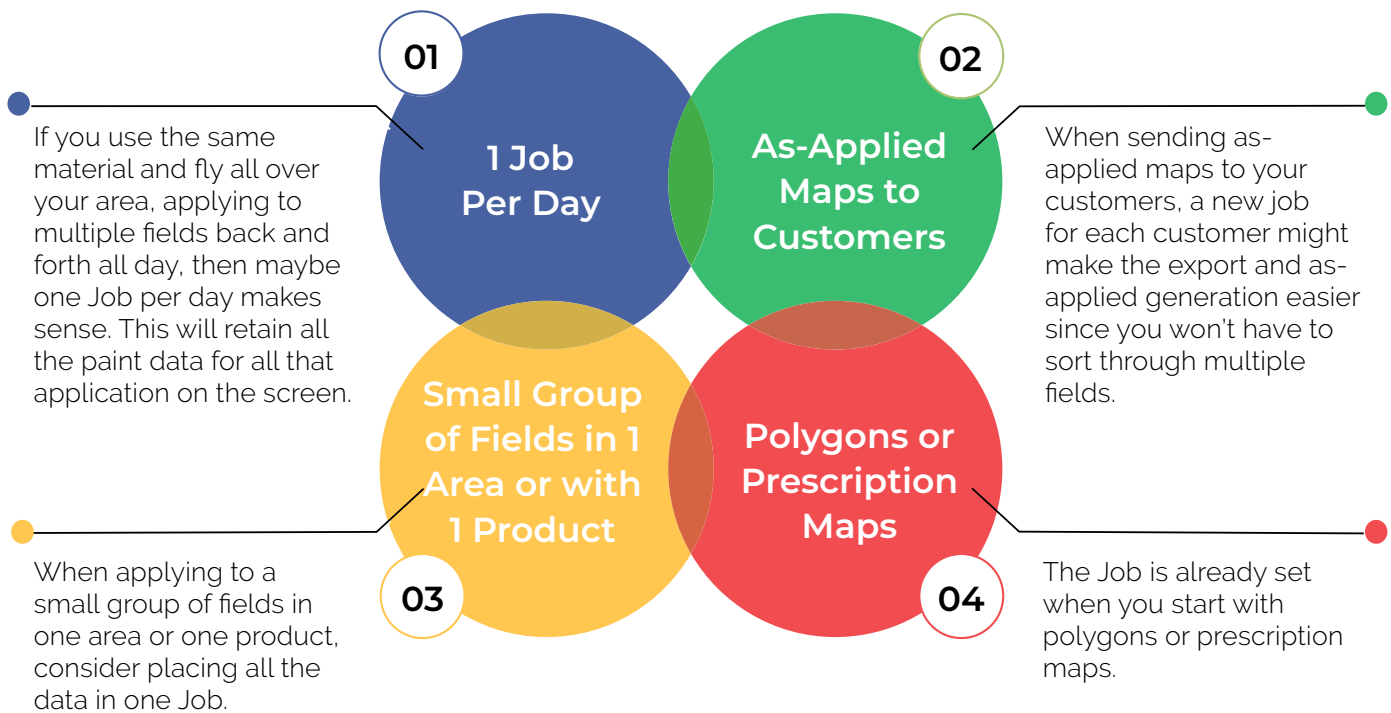 01
1 Job
Per Day
If you use the same
material and fly all over
your area, applying to
multiple fields back and
forth all day, then maybe
one Job per day makes
sense. This will retain all
the paint data for all that
application on the screen.
02
As-Applied
Maps to
Customers
When sending as-
applied maps to your
customers, a new job
for each customer might
make the export and as-
applied generation easier
since you won’t have to
sort through multiple
fields.
Small Group
of Fields in 1
Area or with
1 Product
03
When applying to a
small group of fields in
one area or one product,
consider placing all the
data in one Job.
Polygons or
Prescription
Maps
04
The Job is already set
when you start with
polygons or prescription
maps.